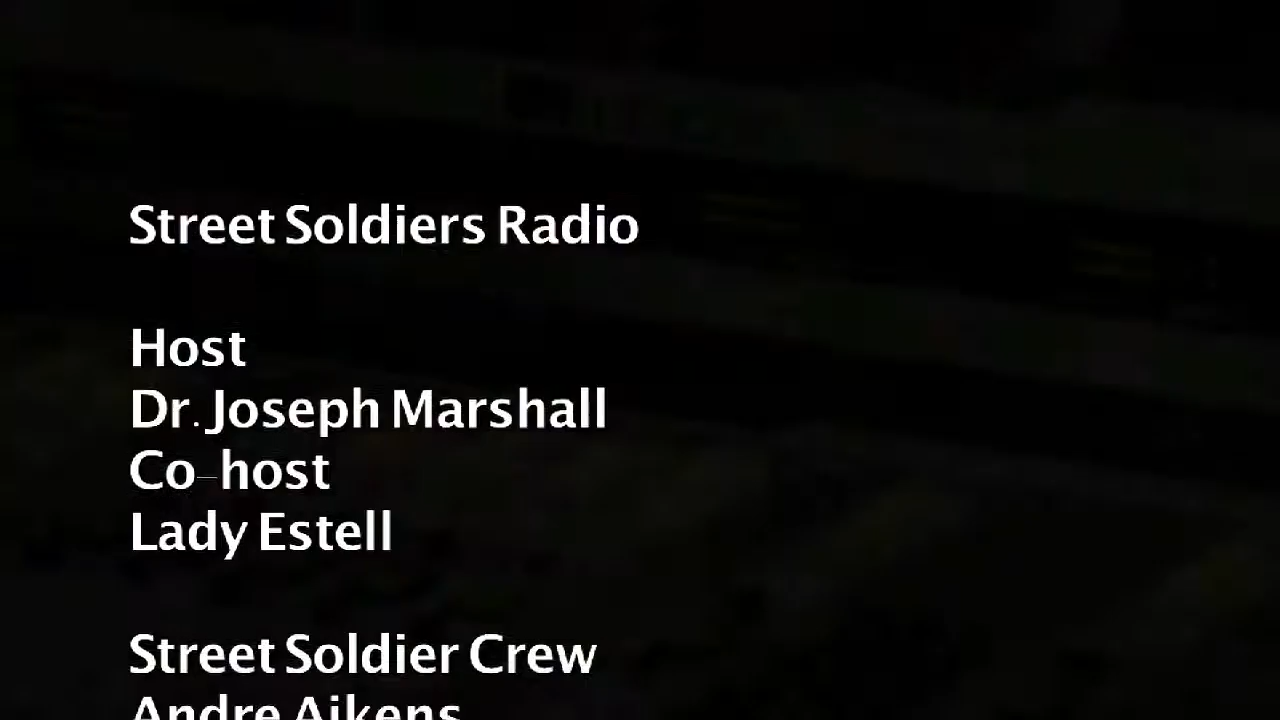 Street Soldiers Radio
Host
Dr. Joseph Marshall
Co-host
Lady Estell
Street Soldier Crew
Andre Aikens